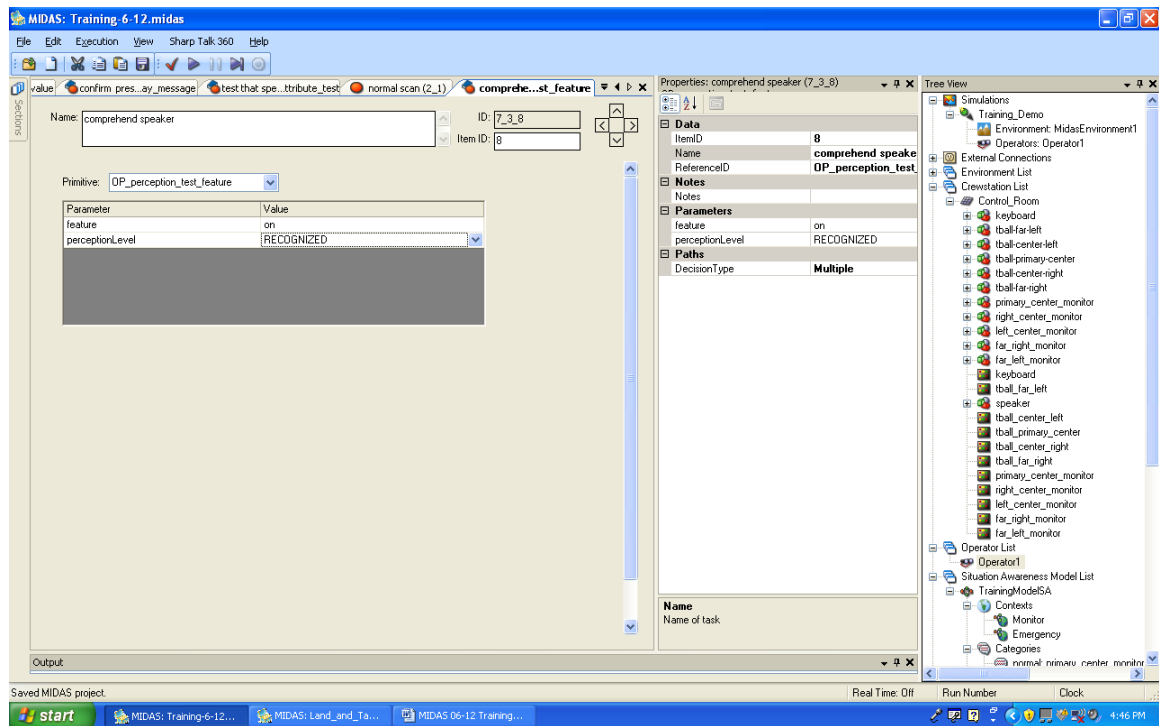 MIDAS: Training-6-12.midas
File Edit Execution View Sharp Talk 360 Help
value confirm pres...ay_message test that spe...ttribute_test normal scan (2_1) comprehe...st_feature
Sections
Name: comprehend speaker
ID: 7_3_8
Item ID: 8
Primitive: OP_perception_test_feature
Parameter Value
feature on
perceptionLevel RECOGNIZED
Output
Properties: comprehend speaker (7_3_8)
Data
ItemID 8
Name comprehend speake
ReferenceID OP_perception_test_
Notes
Notes
Parameters
feature on
perceptionLevel RECOGNIZED
Paths
DecisionType Multiple
Name
Name of task
Tree View
Simulations
Training_Demo
Environment: MidasEnvironment1
Operators: Operator1
External Connections
Environment List
Crewstation List
Control_Room
keyboard
tball-far-left
tball-center-left
tball-primary-center
tball-center-right
tball-far-right
primary_center_monitor
right_center_monitor
left_center_monitor
far_right_monitor
far_left_monitor
keyboard
tball_far_left
speaker
tball_center_left
tball_primary_center
tball_center_right
tball_far_right
primary_center_monitor
right_center_monitor
left_center_monitor
far_right_monitor
far_left_monitor
Operator List
Operator1
Situation Awareness Model List
TrainingModelSA
Contexts
Monitor
Emergency
Categories
normal: primary_center_monitor
Saved MIDAS project. Real Time: Off Run Number Clock
start MIDAS: Training-6-12... MIDAS: Land_and_Ta... MIDAS 06-12 Training... 4:46 PM